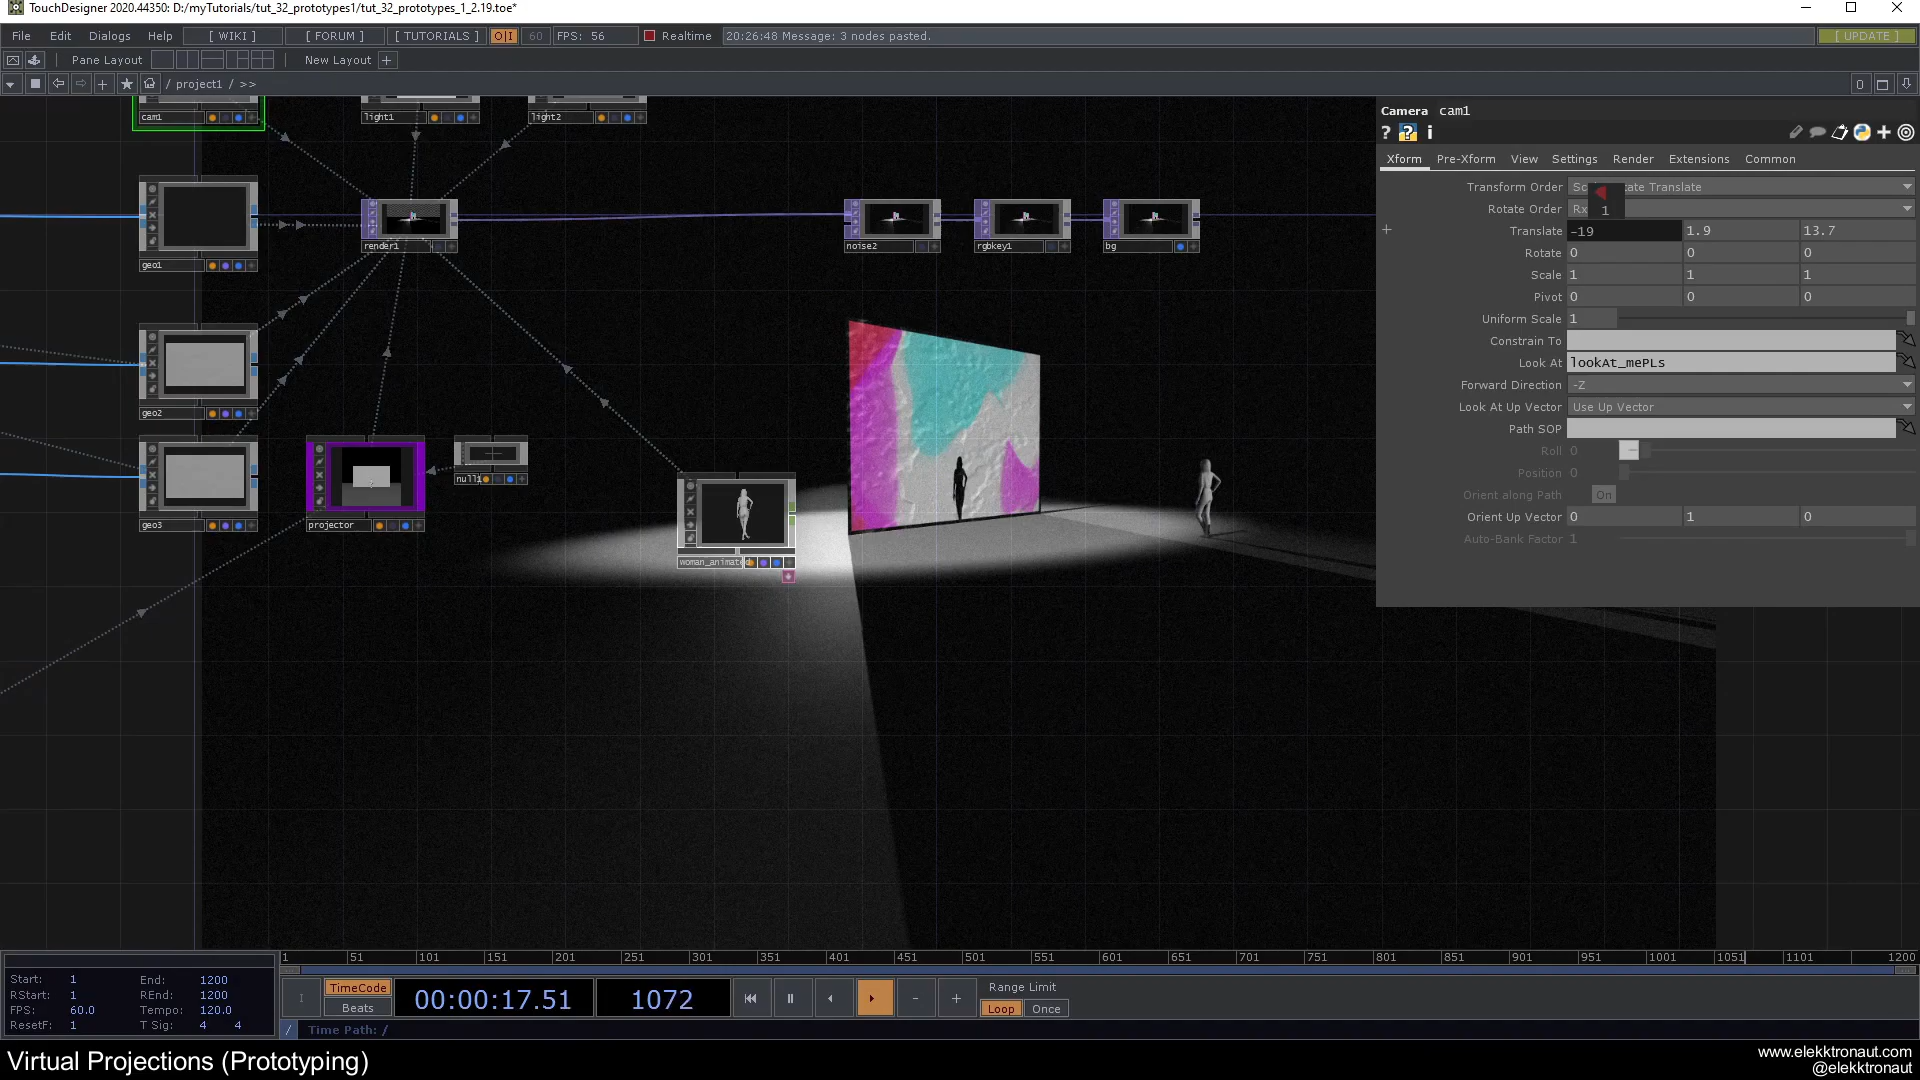 TouchDesigner 2020.44350: D:/myTutorials/tut_32_prototypes1/tut_32_prototypes_1_2.19.toe*
File Edit Dialogs Help [ WIKI ] [ FORUM ] [ TUTORIALS ] O|I 60 FPS: 56 Realtime 20:26:48 Message: 3 nodes pasted. [ UPDATE ]
Pane Layout New Layout +
/ project1 / >>
cam1 light1 light2
Camera cam1
Xform Pre-Xform View Settings Render Extensions Common
Transform Order Translate
Rotate Order 1
Translate -19 1.9 13.7
Rotate 0 0 0
Scale 1 1 1
Pivot 0 0 0
Uniform Scale 1
Constrain To
Look At lookAt_mePLs
Forward Direction -Z
Look At Up Vector Use Up Vector
Path SOP
Roll 0
Position 0
Orient along Path On
Orient Up Vector 0 1 0
Auto-Bank Factor 1
render1 noise2 rgbkey1 bg
geo1
geo2
null1
geo3 projector
woman_animated
1 51 101 151 201 251 301 351 401 451 501 551 601 651 701 751 801 851 901 951 1001 1051 1101 1200
Start: 1 End: 1200
RStart: 1 REnd: 1200
FPS: 60.0 Tempo: 120.0
ResetF: 1 T Sig: 4 4
TimeCode
Beats
00:00:17.51 1072
Range Limit
Loop Once
/ Time Path: /
Virtual Projections (Prototyping)
www.elekktronaut.com
@elekktronaut